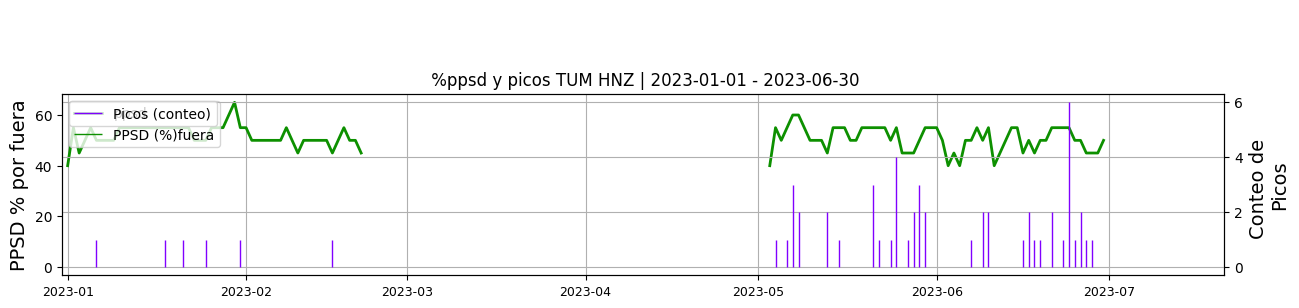 %ppsd y picos TUM HNZ | 2023-01-01 - 2023-06-30
PPSD % por fuera
60
40
20
0
Picos (conteo)
PPSD (%)fuera
6
4
2
0
Conteo de
Picos
2023-01
2023-02
2023-03
2023-04
2023-05
2023-06
2023-07